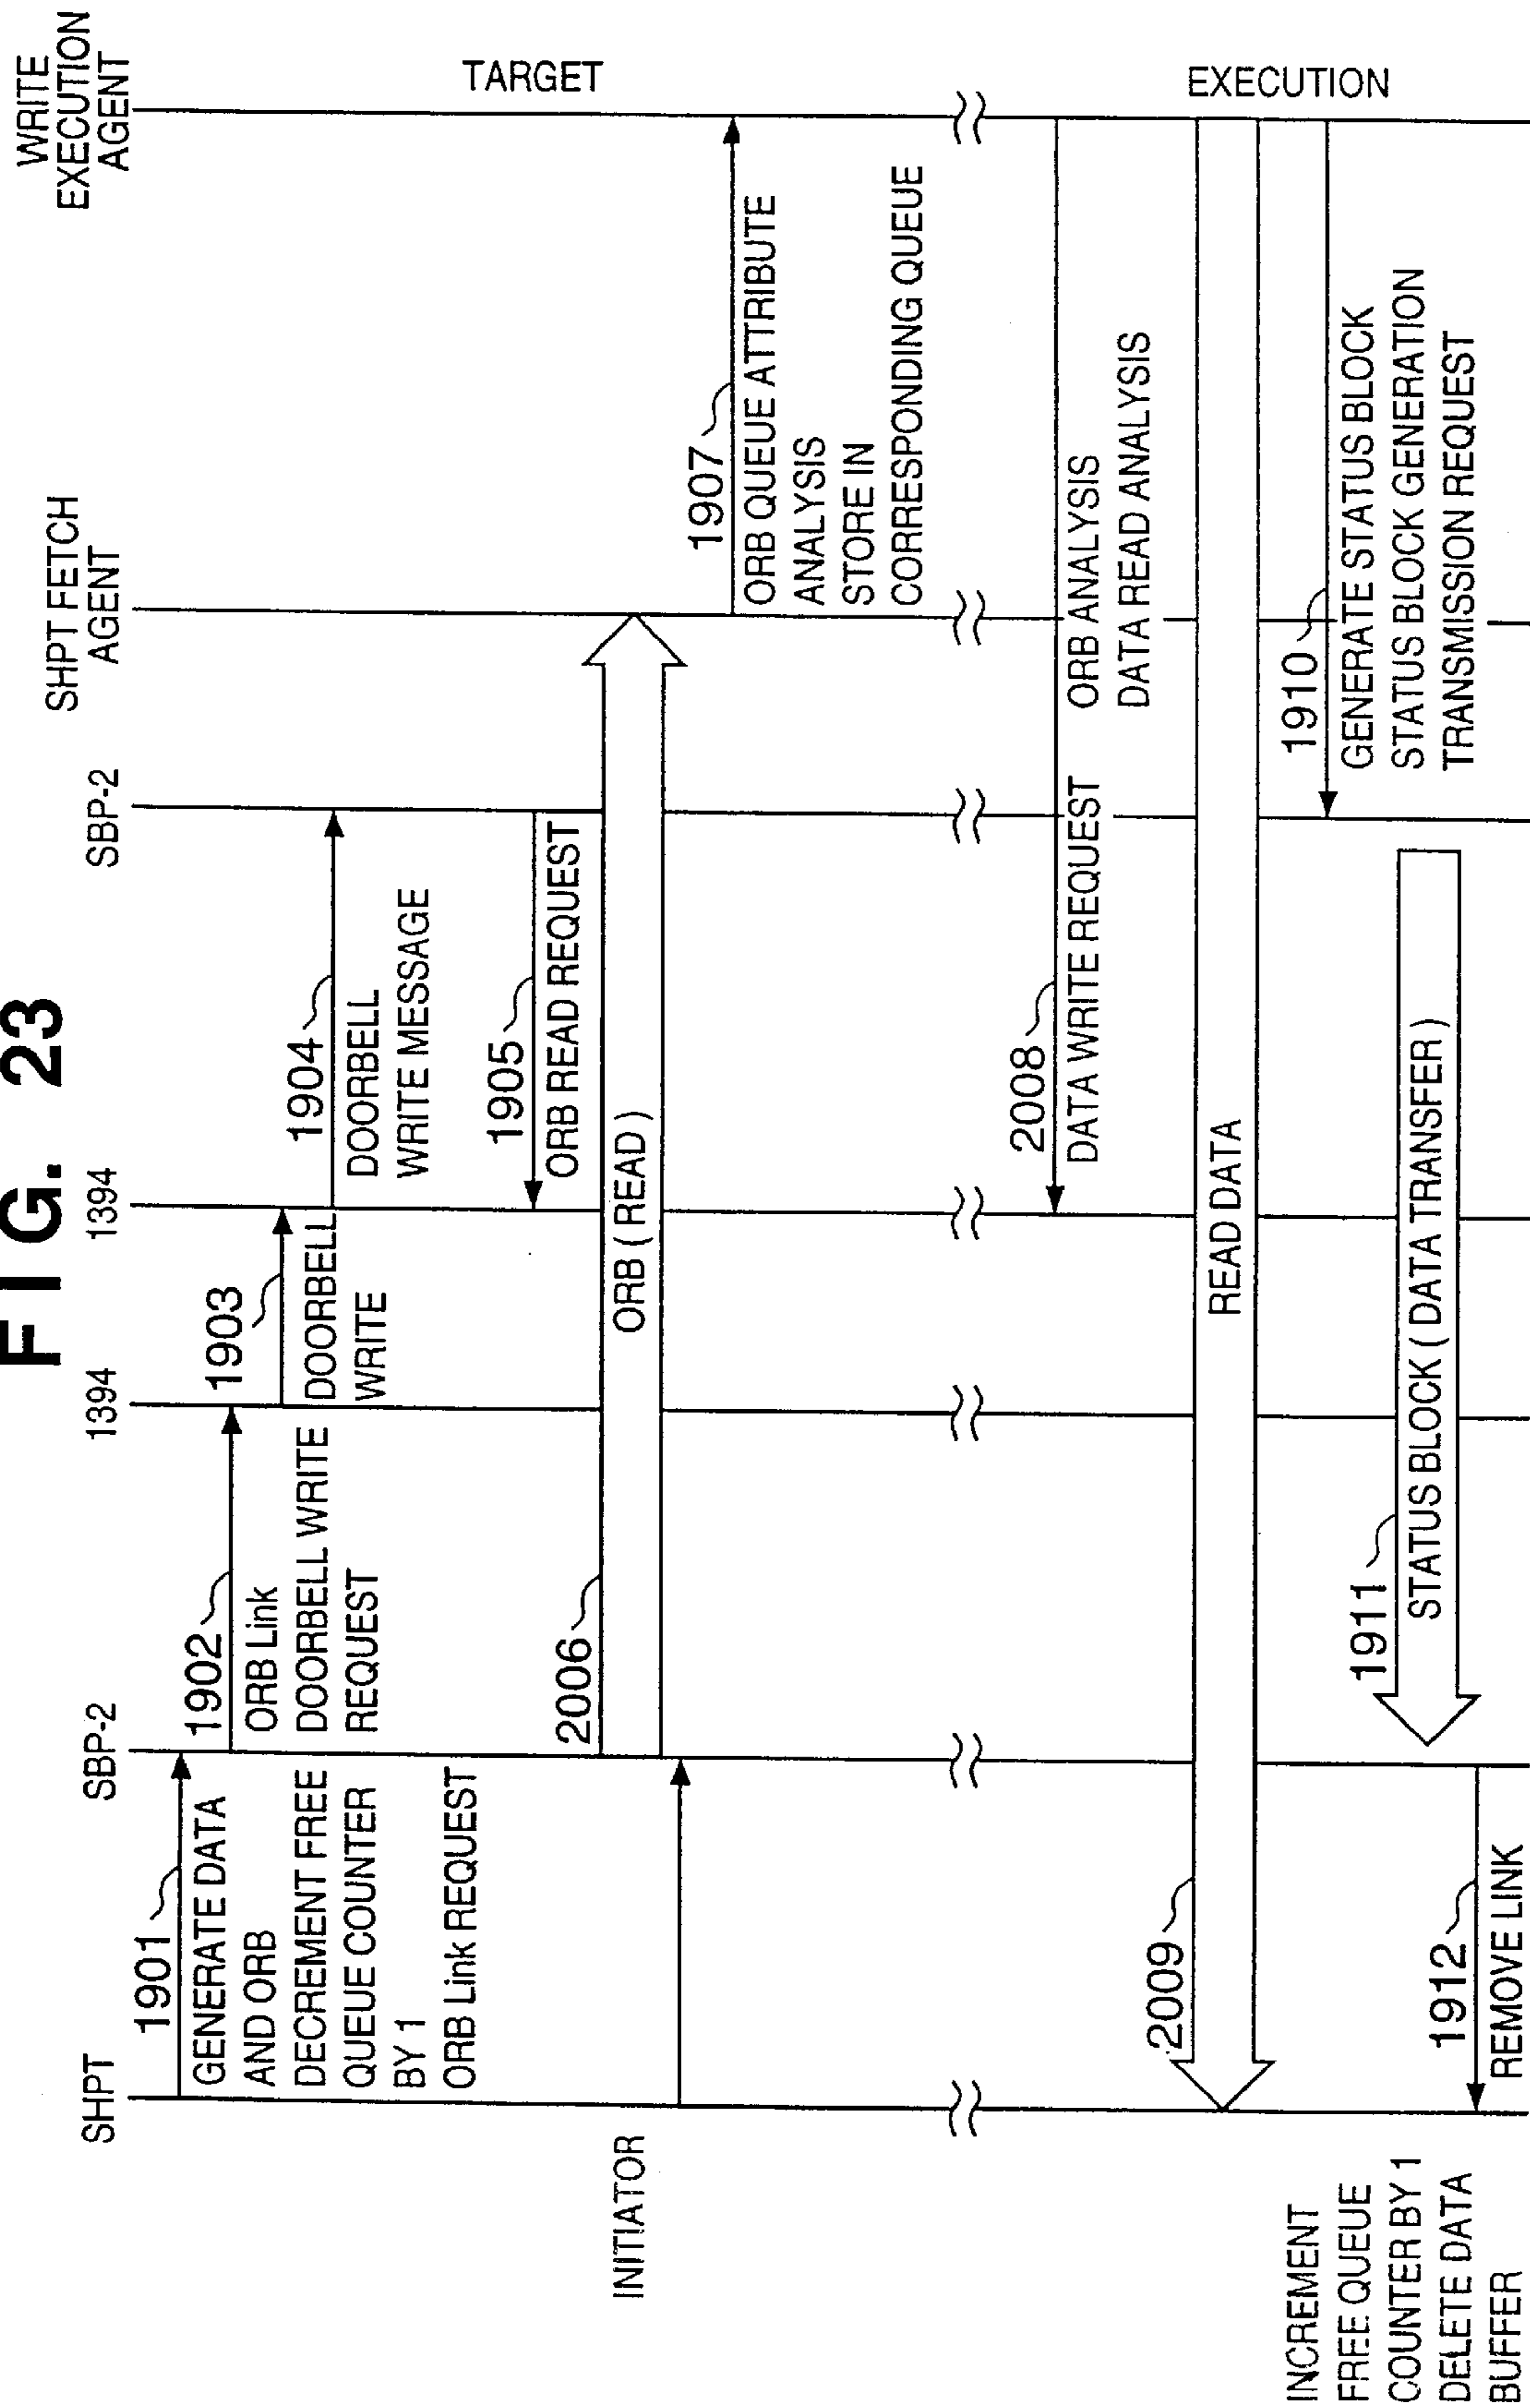 FIG. 23
SHPT
SBP-2
1394
1394
SBP-2
SHPT FETCH
AGENT
WRITE
EXECUTION
AGENT
1901
GENERATE DATA
AND ORB
DECREMENT FREE
QUEUE COUNTER
BY 1
ORB Link REQUEST
1902
ORB Link
DOORBELL WRITE
REQUEST
1903
DOORBELL
WRITE
1904
DOORBELL
WRITE MESSAGE
1905
ORB READ REQUEST
TARGET
INITIATOR
2006
ORB ( READ )
1907
ORB QUEUE ATTRIBUTE
ANALYSIS
STORE IN
CORRESPONDING QUEUE
2008
DATA WRITE REQUEST
ORB ANALYSIS
DATA READ ANALYSIS
EXECUTION
2009
READ DATA
1910
GENERATE STATUS BLOCK
STATUS BLOCK GENERATION
TRANSMISSION REQUEST
1911
STATUS BLOCK ( DATA TRANSFER )
1912
REMOVE LINK
INCREMENT
FREE QUEUE
COUNTER BY 1
DELETE DATA
BUFFER